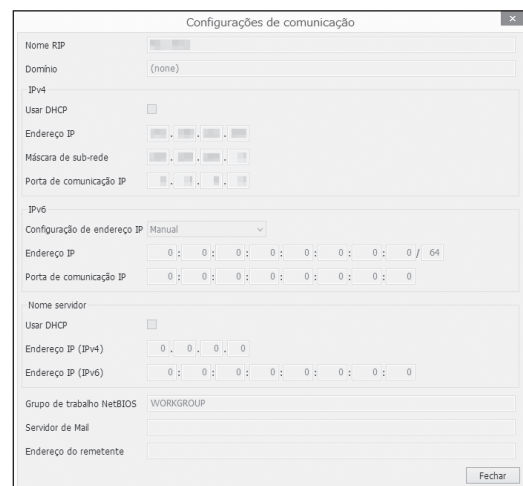 Configurações de comunicação
Nome RIP
Domínio (none)
IPv4
Usar DHCP
Endereço IP . . .
Máscara de sub-rede . . .
Porta de comunicação IP . . .
IPv6
Configuração de endereço IP Manual
Endereço IP 0 : 0 : 0 : 0 : 0 : 0 : 0 : 0 / 64
Porta de comunicação IP 0 : 0 : 0 : 0 : 0 : 0 : 0 : 0
Nome servidor
Usar DHCP
Endereço IP (IPv4) 0 . 0 . 0 . 0
Endereço IP (IPv6) 0 : 0 : 0 : 0 : 0 : 0 : 0 : 0
Grupo de trabalho NetBIOS WORKGROUP
Servidor de Mail
Endereço do remetente
Fechar